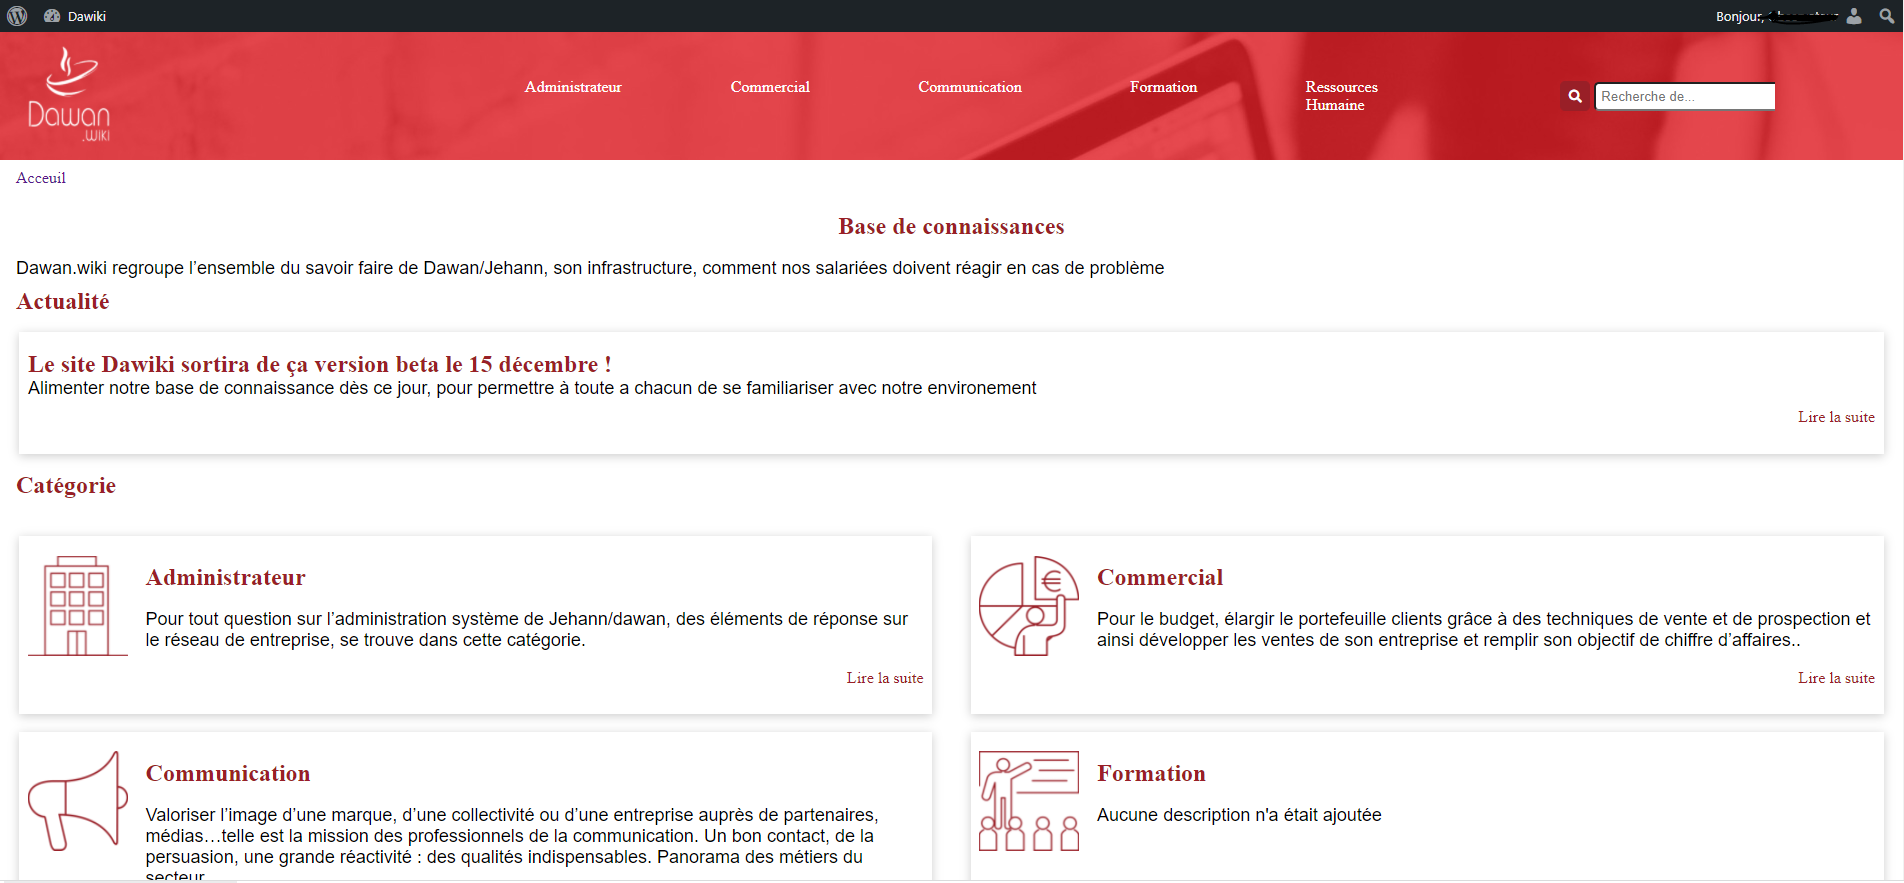 Dawiki
Bonjour,
Dawan
.WIKI
Administrateur
Commercial
Communication
Formation
Ressources
Humaine
Recherche de...
Acceuil
Base de connaissances
Dawan.wiki regroupe l’ensemble du savoir faire de Dawan/Jehann, son infrastructure, comment nos salariées doivent réagir en cas de problème
Actualité
Le site Dawiki sortira de ça version beta le 15 décembre !
Alimenter notre base de connaissance dès ce jour, pour permettre à toute a chacun de se familiariser avec notre environement
Lire la suite
Catégorie
Administrateur
Pour tout question sur l’administration système de Jehann/dawan, des éléments de réponse sur
le réseau de entreprise, se trouve dans cette catégorie.
Lire la suite
Commercial
Pour le budget, élargir le portefeuille clients grâce à des techniques de vente et de prospection et
ainsi développer les ventes de son entreprise et remplir son objectif de chiffre d’affaires..
Lire la suite
Communication
Valoriser l’image d’une marque, d’une collectivité ou d’une entreprise auprès de partenaires,
médias…telle est la mission des professionnels de la communication. Un bon contact, de la
persuasion, une grande réactivité : des qualités indispensables. Panorama des métiers du
secteur
Formation
Aucune description n'a était ajoutée